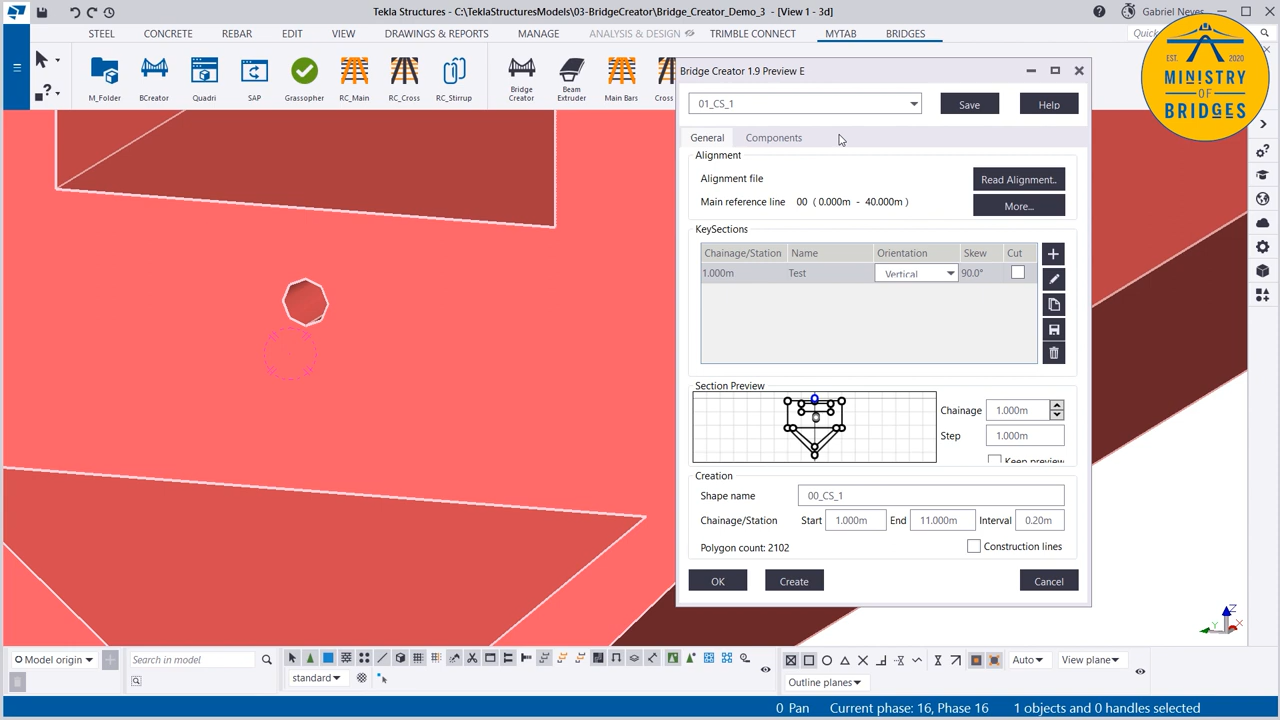 Tekla Structures - C:\TeklaStructuresModels\03-BridgeCreator\Bridge_Creator_Demo_3 - [View 1 - 3d]
Gabriel Neves
STEEL CONCRETE REBAR EDIT VIEW DRAWINGS & REPORTS MANAGE ANALYSIS & DESIGN TRIMBLE CONNECT MYTAB BRIDGES
M_Folder BCreator Quadri SAP Grasshoper RC_Main RC_Cross RC_Stirrup Bridge Creator Beam Extruder Main Bars Cross
EST. 2020
MINISTRY
OF
BRIDGES
Bridge Creator 1.9 Preview E
01_CS_1 Save Help
General Components
Alignment
Alignment file Read Alignment..
Main reference line 00 ( 0.000m - 40.000m ) More...
KeySections
Chainage/Station Name Orientation Skew Cut
1.000m Test Vertical 90.0°
Section Preview
Chainage 1.000m
Step 1.000m
Keep preview
Creation
Shape name 00_CS_1
Chainage/Station Start 1.000m End 11.000m Interval 0.20m
Polygon count: 2102 Construction lines
OK Create Cancel
Z
Y
X
Model origin Search in model Auto View plane
standard Outline planes
0 Pan Current phase: 16, Phase 16 1 objects and 0 handles selected